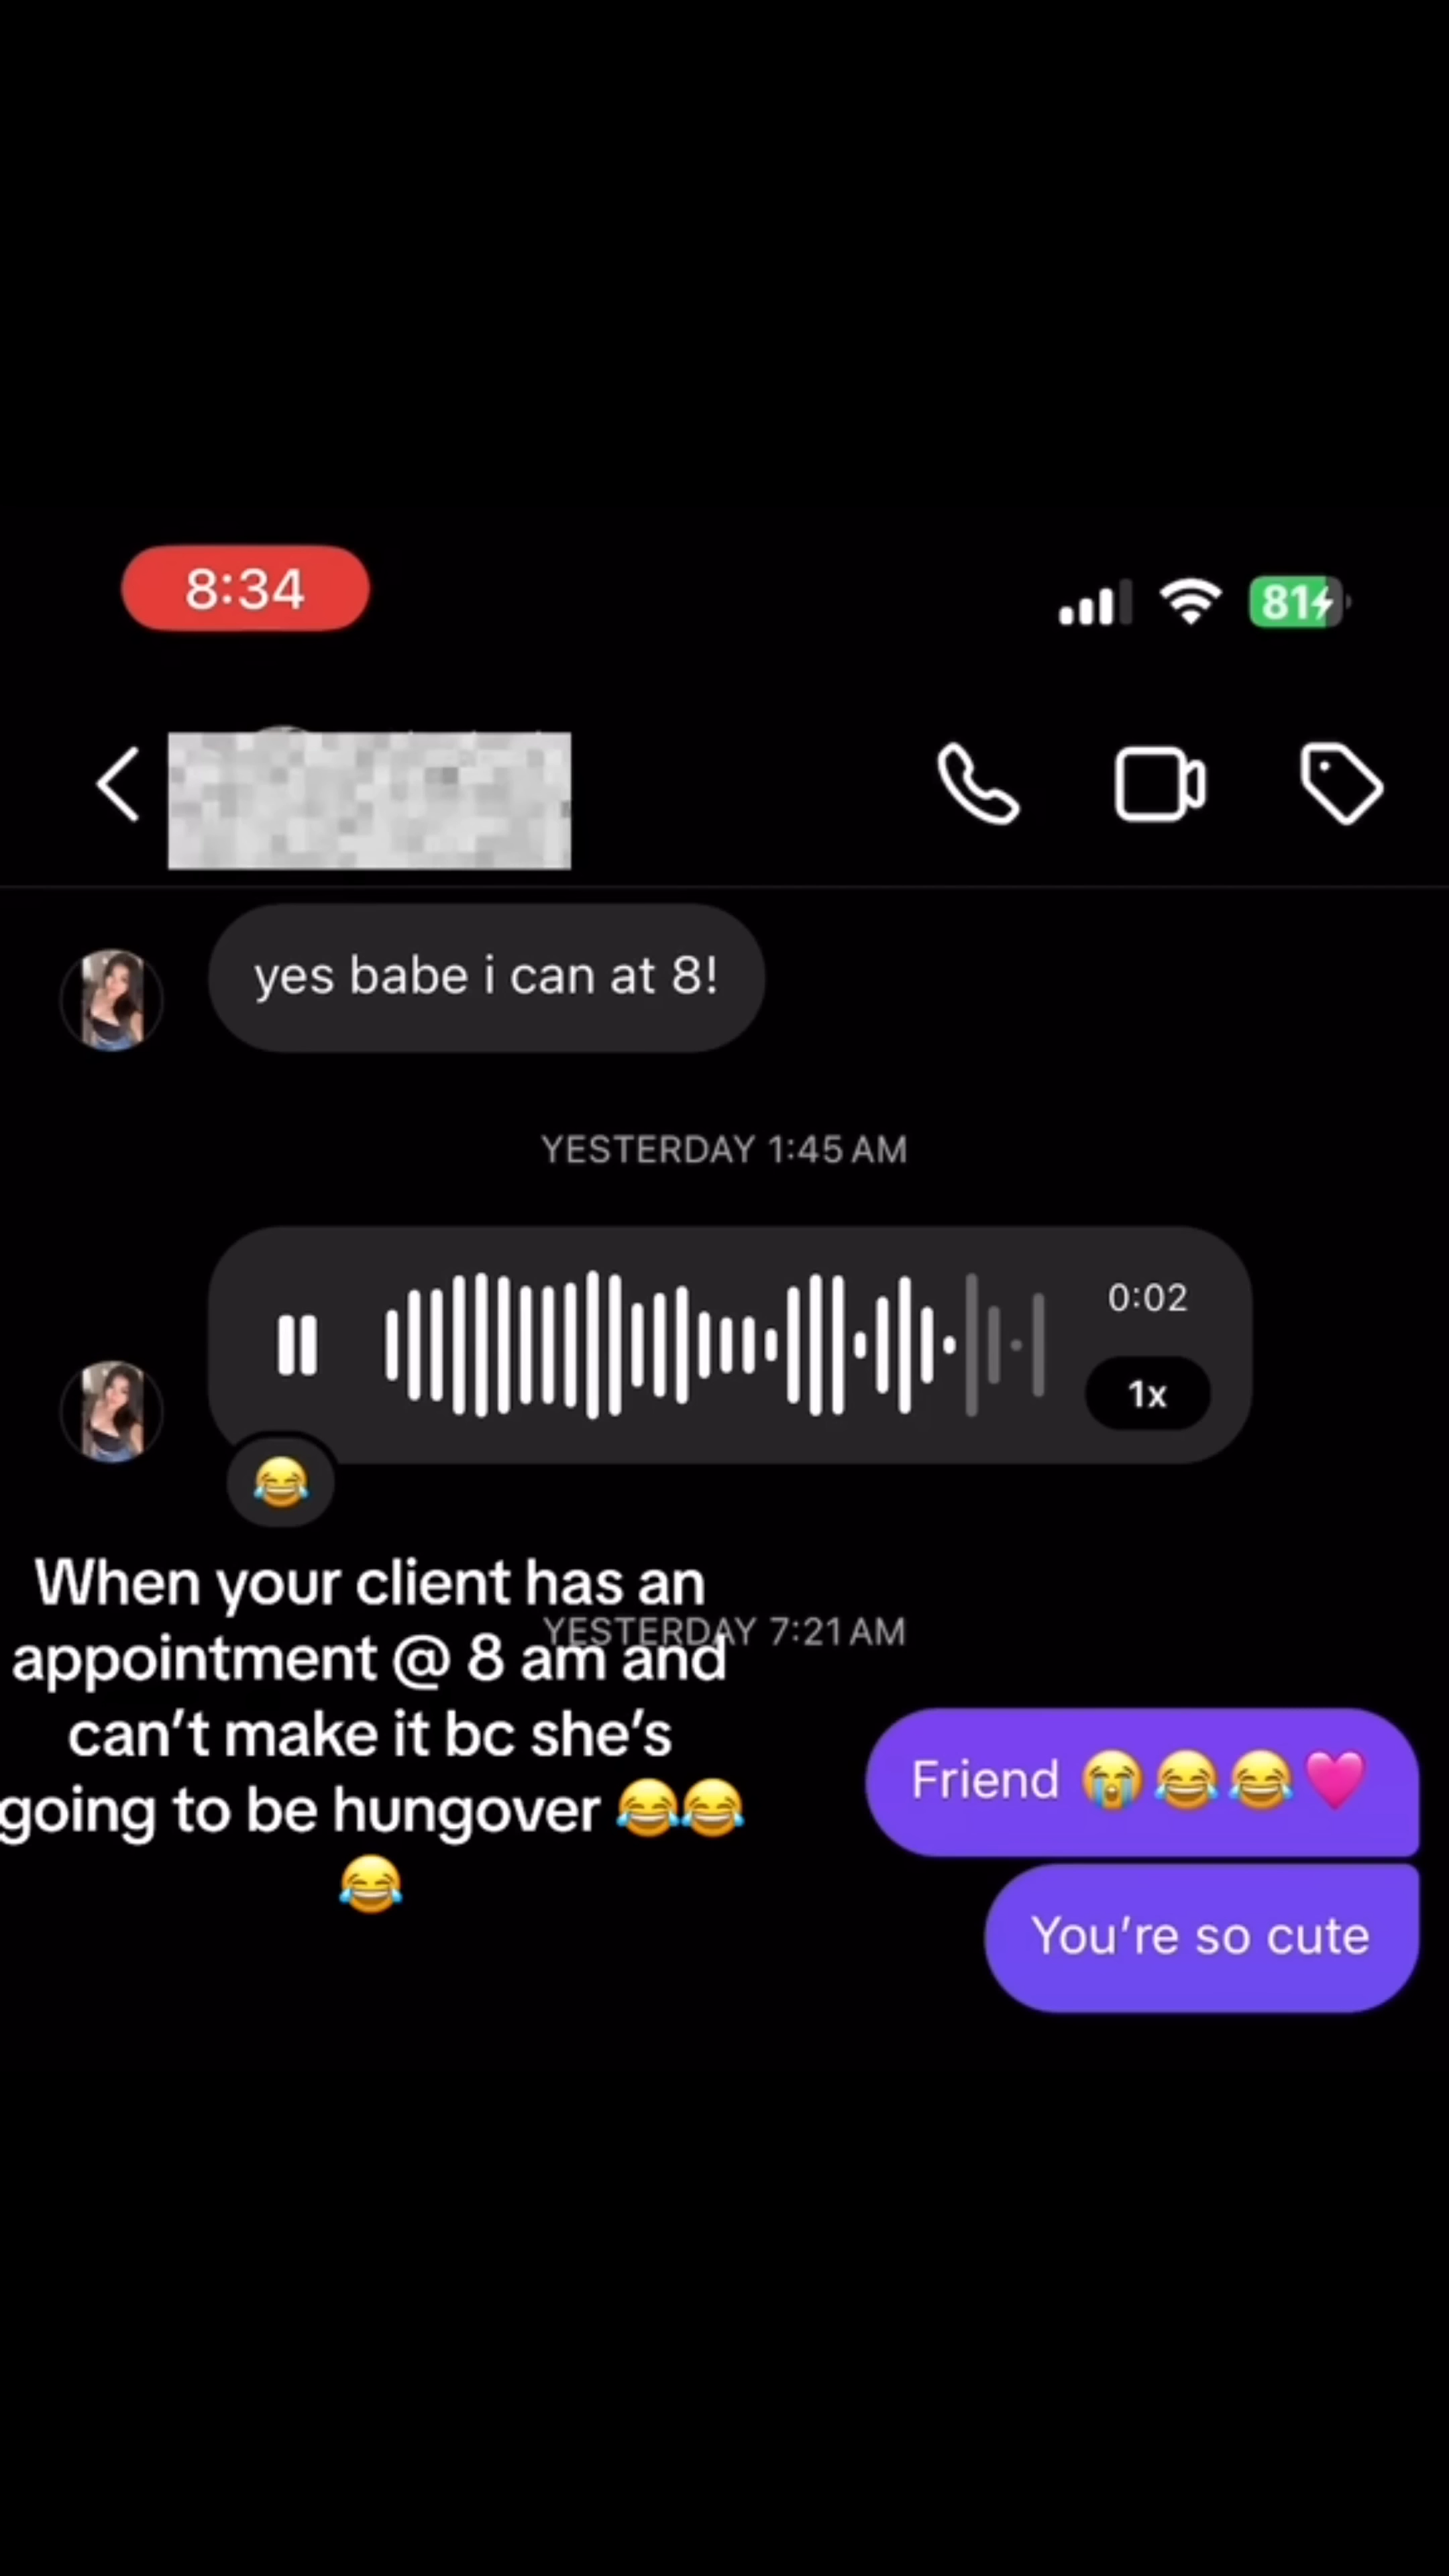 8:34
81
yes babe i can at 8!
YESTERDAY 1:45 AM
0:02
1x
😂
When your client has an
appointment @ 8 am and
can't make it bc she's
going to be hungover 😂😂
😂
YESTERDAY 7:21 AM
Friend 😭😂😂💗
You're so cute